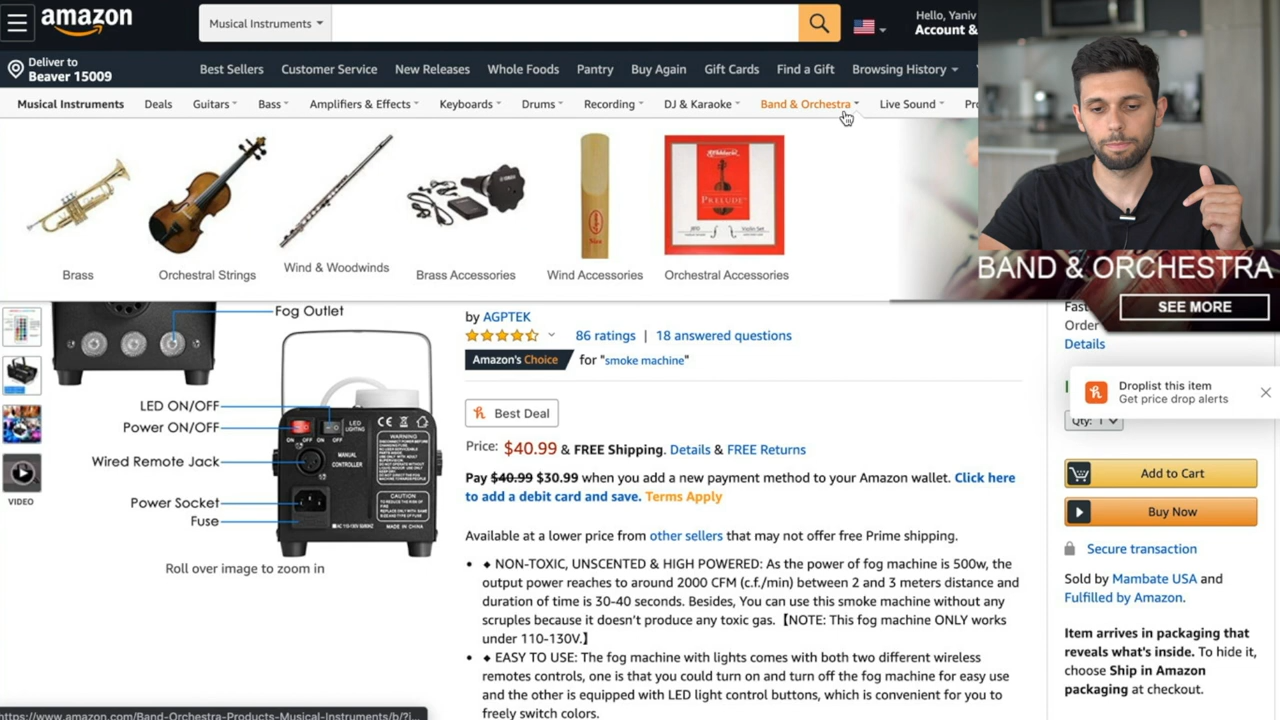 amazon
Musical Instruments
Hello, Yaniv
Account &
Deliver to
Beaver 15009
Best Sellers
Customer Service
New Releases
Whole Foods
Pantry
Buy Again
Gift Cards
Find a Gift
Browsing History
Musical Instruments
Deals
Guitars
Bass
Amplifiers & Effects
Keyboards
Drums
Recording
DJ & Karaoke
Band & Orchestra
Live Sound
PRELUDE
Brass
Orchestral Strings
Wind & Woodwinds
Brass Accessories
Wind Accessories
Orchestral Accessories
BAND & ORCHESTRA
SEE MORE
Fog Outlet
LED ON/OFF
Power ON/OFF
Wired Remote Jack
Power Socket
Fuse
LED
LIGHTING
ON OFF ON OFF
MANUAL
CONTROLLER
WARNING
CAUTION
MADE IN CHINA
VIDEO
Roll over image to zoom in
by AGPTEK
86 ratings | 18 answered questions
Amazon's Choice for "smoke machine"
Best Deal
Price: $40.99 & FREE Shipping. Details & FREE Returns
Pay $40.99 $30.99 when you add a new payment method to your Amazon wallet. Click here
to add a debit card and save. Terms Apply
Available at a lower price from other sellers that may not offer free Prime shipping.
• ◆ NON-TOXIC, UNSCENTED & HIGH POWERED: As the power of fog machine is 500w, the
output power reaches to around 2000 CFM (c.f./min) between 2 and 3 meters distance and
duration of time is 30-40 seconds. Besides, You can use this smoke machine without any
scruples because it doesn't produce any toxic gas.【NOTE: This fog machine ONLY works
under 110-130V.】
• ◆ EASY TO USE: The fog machine with lights comes with both two different wireless
remotes controls, one is that you could turn on and turn off the fog machine for easy use
and the other is equipped with LED light control buttons, which is convenient for you to
freely switch colors.
Order
Details
Droplist this item
Get price drop alerts
Qty: 1
Add to Cart
Buy Now
Secure transaction
Sold by Mambate USA and
Fulfilled by Amazon.
Item arrives in packaging that
reveals what's inside. To hide it,
choose Ship in Amazon
packaging at checkout.
https://www.amazon.com/Band-Orchestra-Products-Musical-Instruments/b/?i...